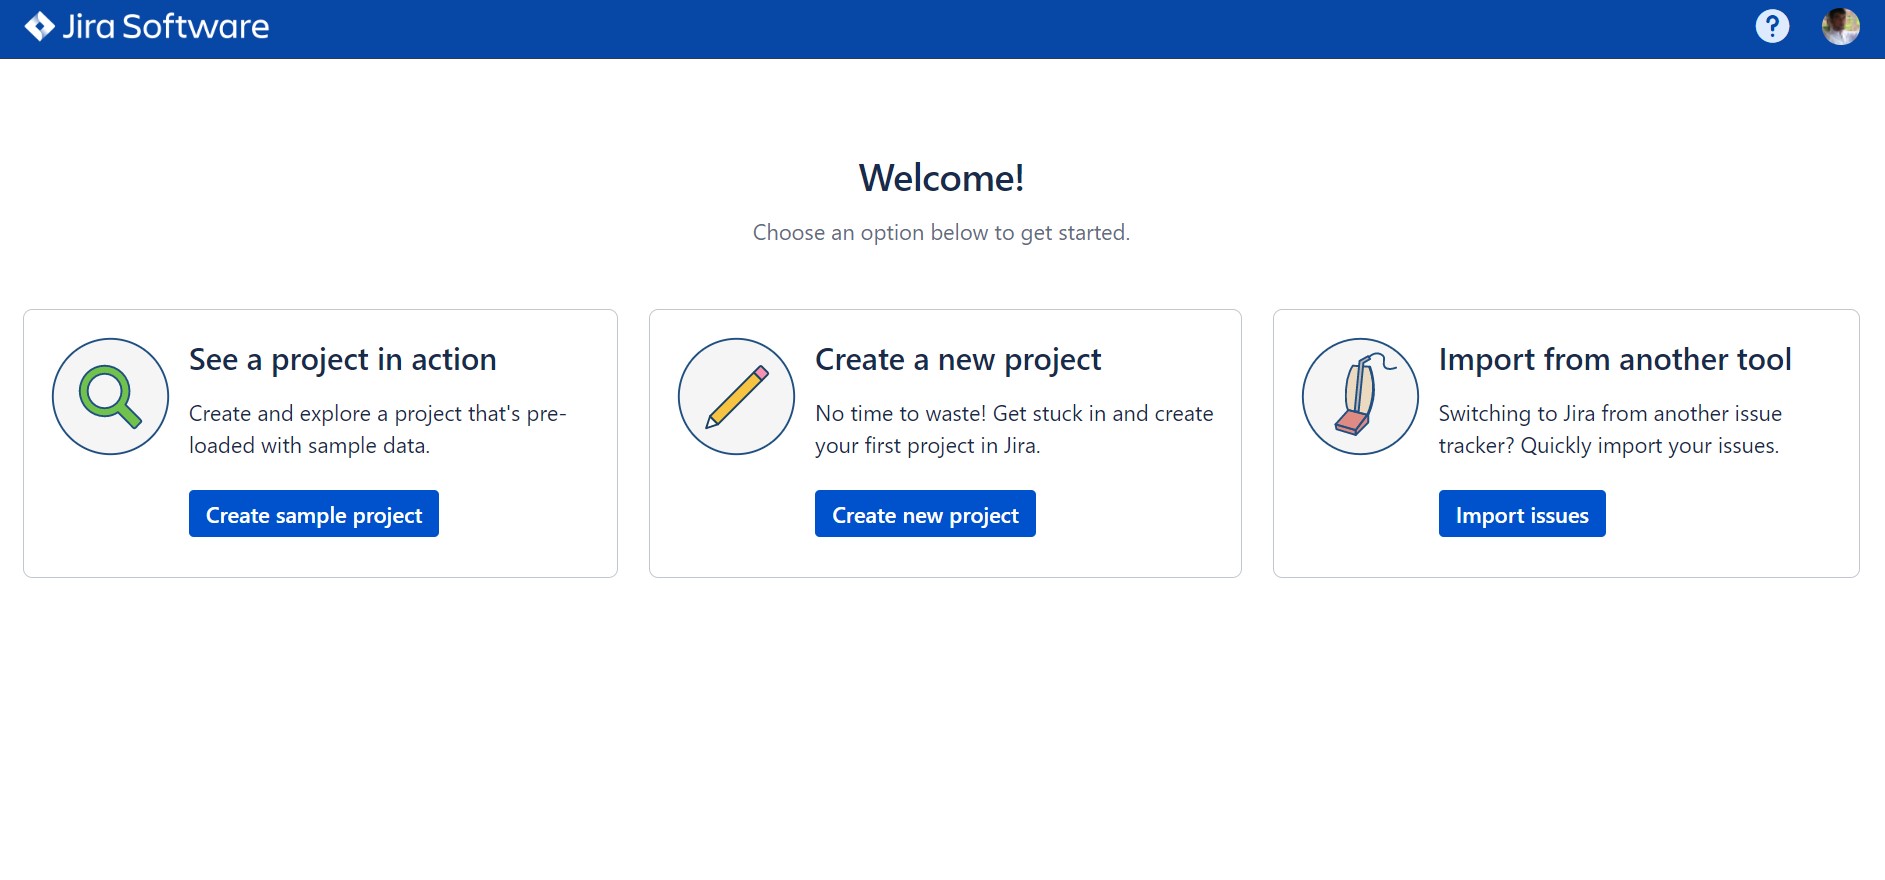 Jira Software
?
Welcome!
Choose an option below to get started.
See a project in action
Create and explore a project that's pre-
loaded with sample data.
Create sample project
Create a new project
No time to waste! Get stuck in and create
your first project in Jira.
Create new project
Import from another tool
Switching to Jira from another issue
tracker? Quickly import your issues.
Import issues